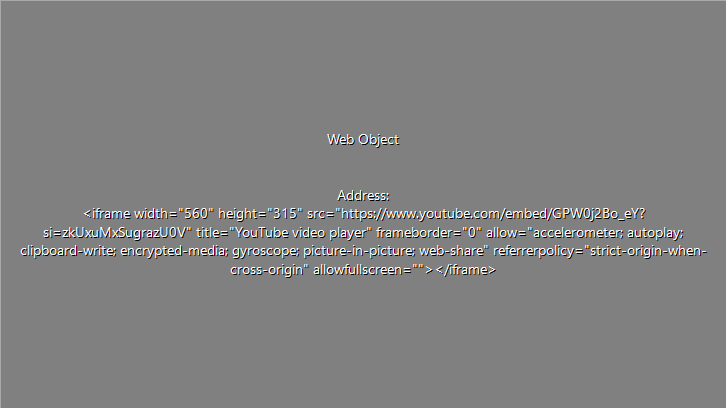 Web Object
Address:
<iframe width="560" height="315" src="https://www.youtube.com/embed/GPW0j2Bo_eY?
si=zkUxuMxSugrazU0V" title="YouTube video player" frameborder="0" allow="accelerometer; autoplay;
clipboard-write; encrypted-media; gyroscope; picture-in-picture; web-share" referrerpolicy="strict-origin-when-
cross-origin" allowfullscreen=""></iframe>